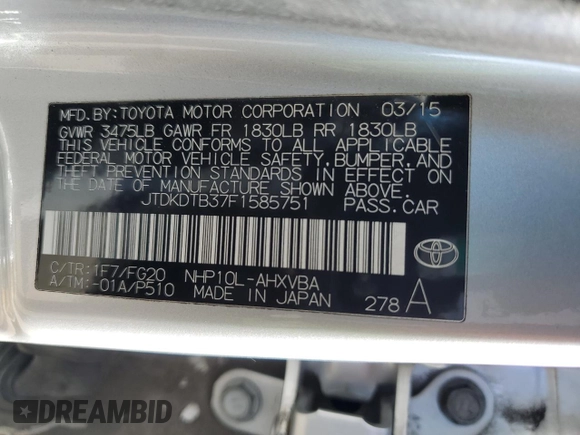 MFD.BY:TOYOTA MOTOR CORPORATION 03/15
GVWR 3475LB GAWR FR 1830LB RR 1830LB
THIS VEHICLE CONFORMS TO ALL APPLICABLE
FEDERAL MOTOR VEHICLE SAFETY, BUMPER, AND
THEFT PREVENTION STANDARDS IN EFFECT ON
THE DATE OF MANUFACTURE SHOWN ABOVE.
JTDKDTB37F1585751 PASS.CAR
C/TR:1F7/FG20 NHP10L-AHXVBA
A/TM:-01A/P510 MADE IN JAPAN 278 A
DREAMBID